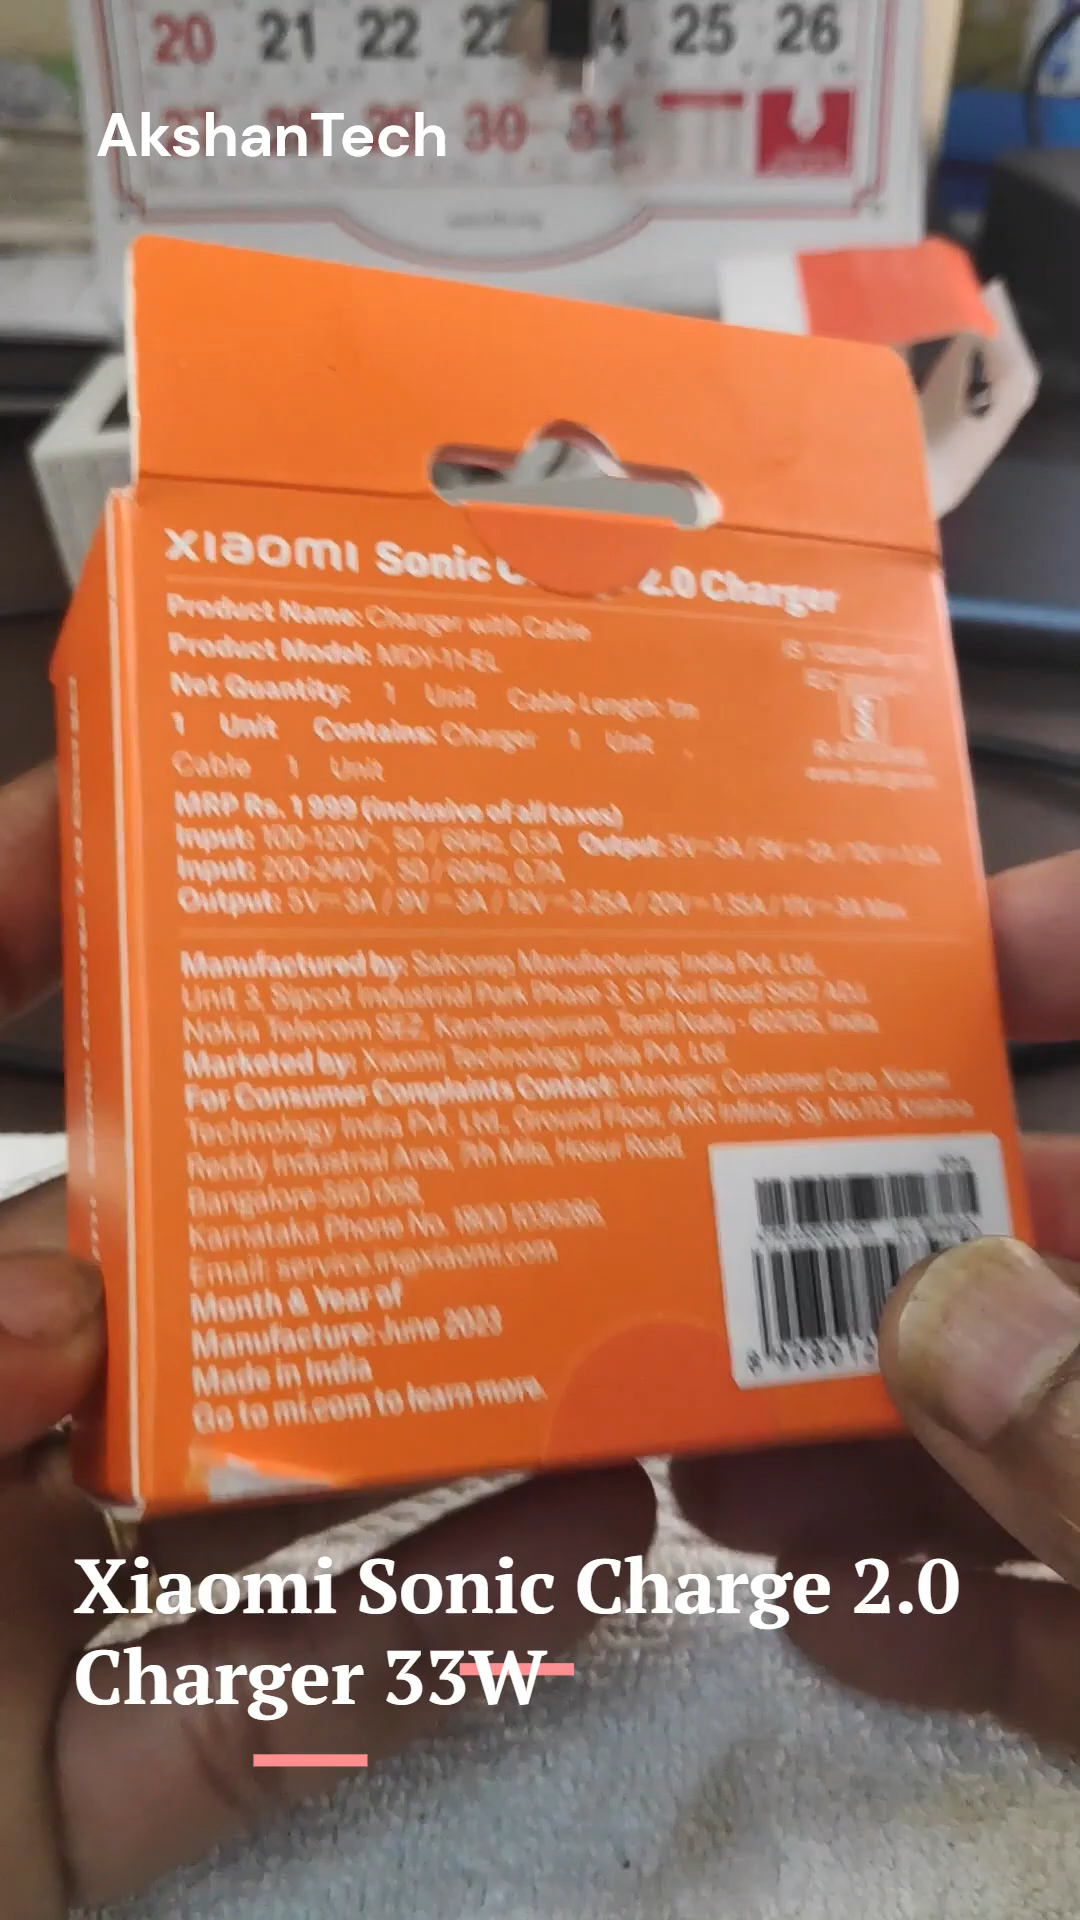 20 21 22 23 24 25 26
30 31
AkshanTech
xiaomi Sonic 2.0 Charger
Product Name: Charger with Cable
Product Model: MDY-11-EL
Net Quantity: 1 Unit Cable Length: 1m
1 Unit Contains: Charger 1 Unit
Cable 1 Unit
MRP Rs. 1 999 (inclusive of all taxes)
Input: 100-120V~, 50 / 60Hz, 0.5A Output: 5V⎓3A / 9V⎓2A / 12V⎓1.5A
Input: 200-240V~, 50 / 60Hz, 0.7A
Output: 5V⎓3A / 9V⎓3A / 12V⎓2.25A / 20V⎓1.35A / 11V⎓3A Max
Manufactured by: Salcomp Manufacturing India Pvt. Ltd.,
Unit 3, Sipcot Industrial Park Phase 3, S P Koil Road
Nokia Telecom SEZ, Kancheepuram, Tamil Nadu - 602105, India
Marketed by: Xiaomi Technology India Pvt. Ltd.
For Consumer Complaints Contact: Manager, Customer Care, Xiaomi
Technology India Pvt. Ltd., Ground Floor, AKR Infinity, Sy. No.113, Krishna
Reddy Industrial Area, 7th Mile, Hosur Road,
Bangalore-560 068,
Karnataka Phone No. 1800 1036286,
Email: service.in@xiaomi.com
Month & Year of
Manufacture: June 2023
Made in India
Go to mi.com to learn more.
Xiaomi Sonic Charge 2.0
Charger 33W